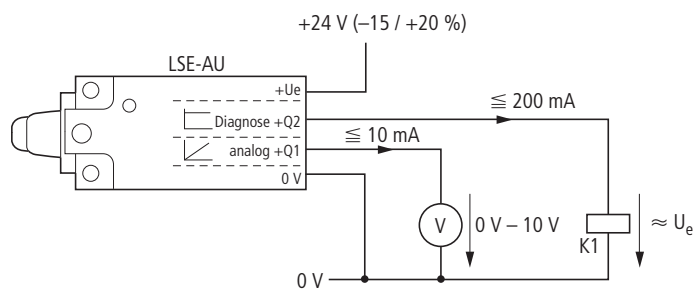 +24 V (–15 / +20 %)
LSE-AU
+Ue
Diagnose +Q2
analog +Q1
0 V
≦ 200 mA
≦ 10 mA
V
0 V – 10 V
K1
≈ Ue
0 V